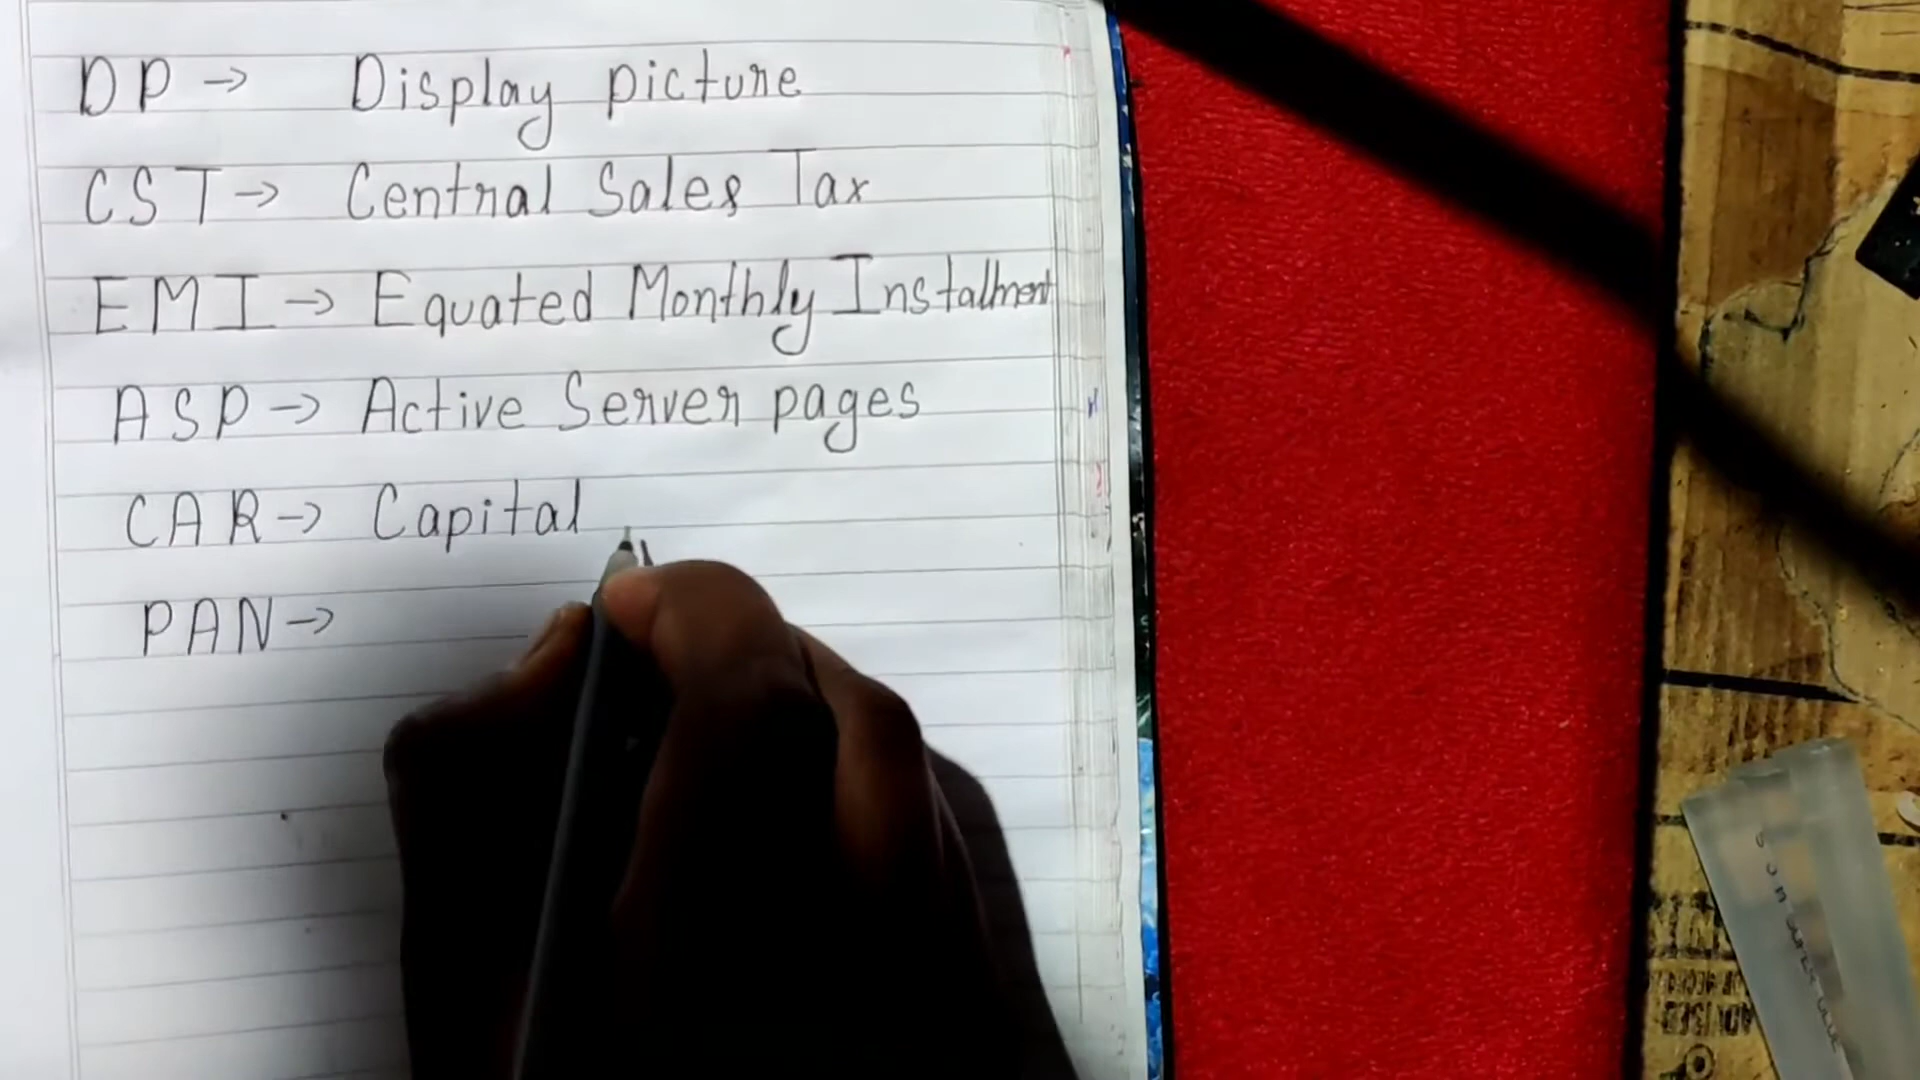 DP → Display picture
CST → Central Sales Tax
EMI → Equated Monthly Installment
ASP → Active Server pages
CAR → Capital
PAN →